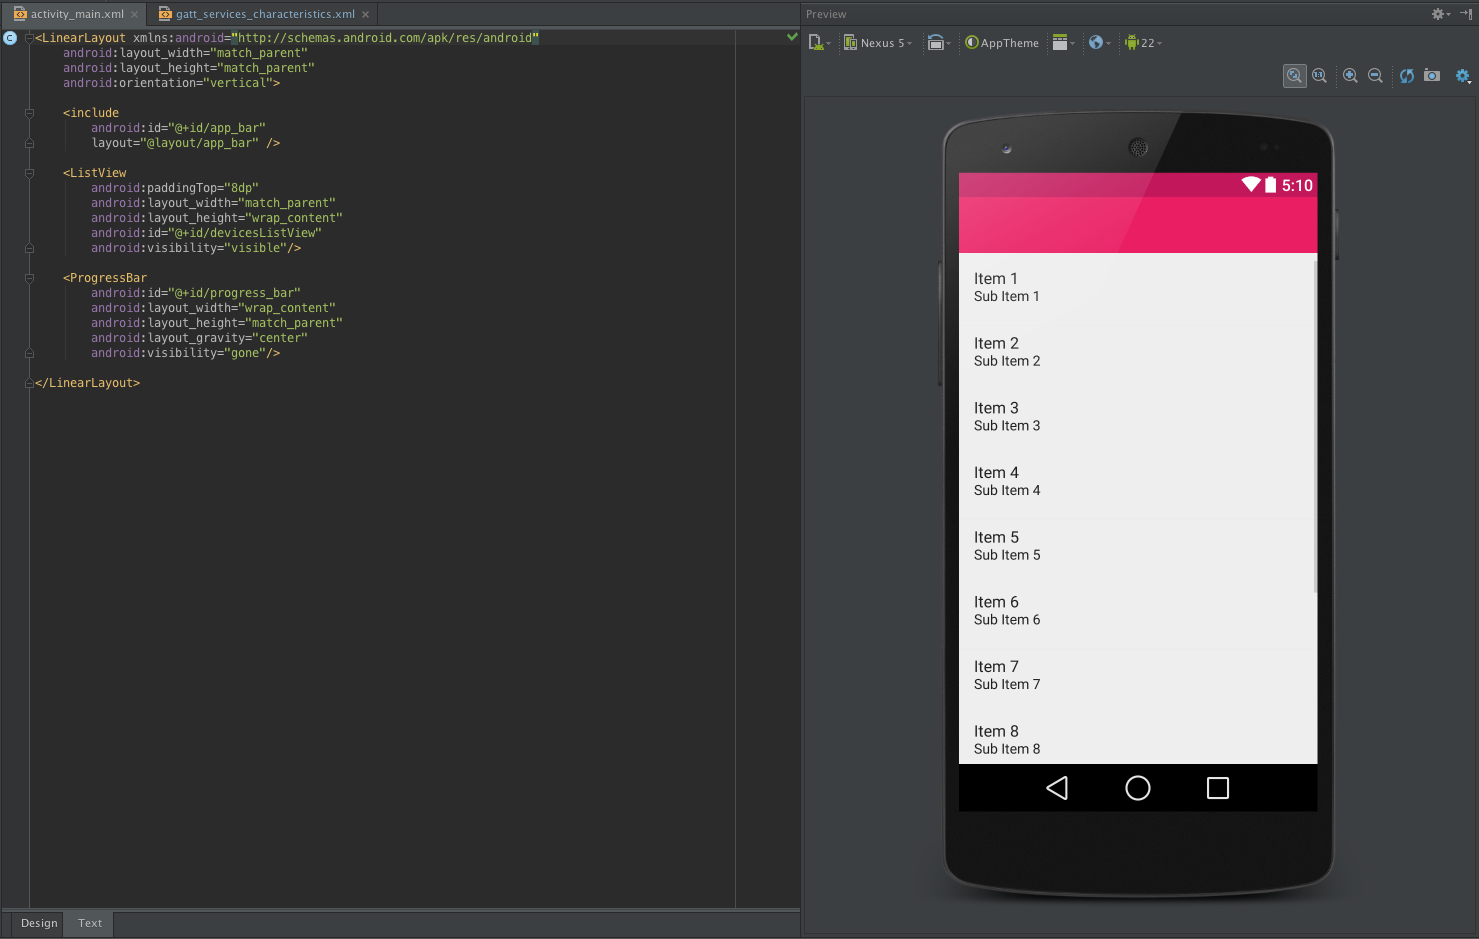 activity_main.xml
gatt_services_characteristics.xml
Preview
C
<LinearLayout xmlns:android="http://schemas.android.com/apk/res/android"
android:layout_width="match_parent"
android:layout_height="match_parent"
android:orientation="vertical">
<include
android:id="@+id/app_bar"
layout="@layout/app_bar" />
<ListView
android:paddingTop="8dp"
android:layout_width="match_parent"
android:layout_height="wrap_content"
android:id="@+id/devicesListView"
android:visibility="visible"/>
<ProgressBar
android:id="@+id/progress_bar"
android:layout_width="wrap_content"
android:layout_height="match_parent"
android:layout_gravity="center"
android:visibility="gone"/>
</LinearLayout>
Design
Text
Nexus 5
AppTheme
22
1:1
5:10
Item 1
Sub Item 1
Item 2
Sub Item 2
Item 3
Sub Item 3
Item 4
Sub Item 4
Item 5
Sub Item 5
Item 6
Sub Item 6
Item 7
Sub Item 7
Item 8
Sub Item 8